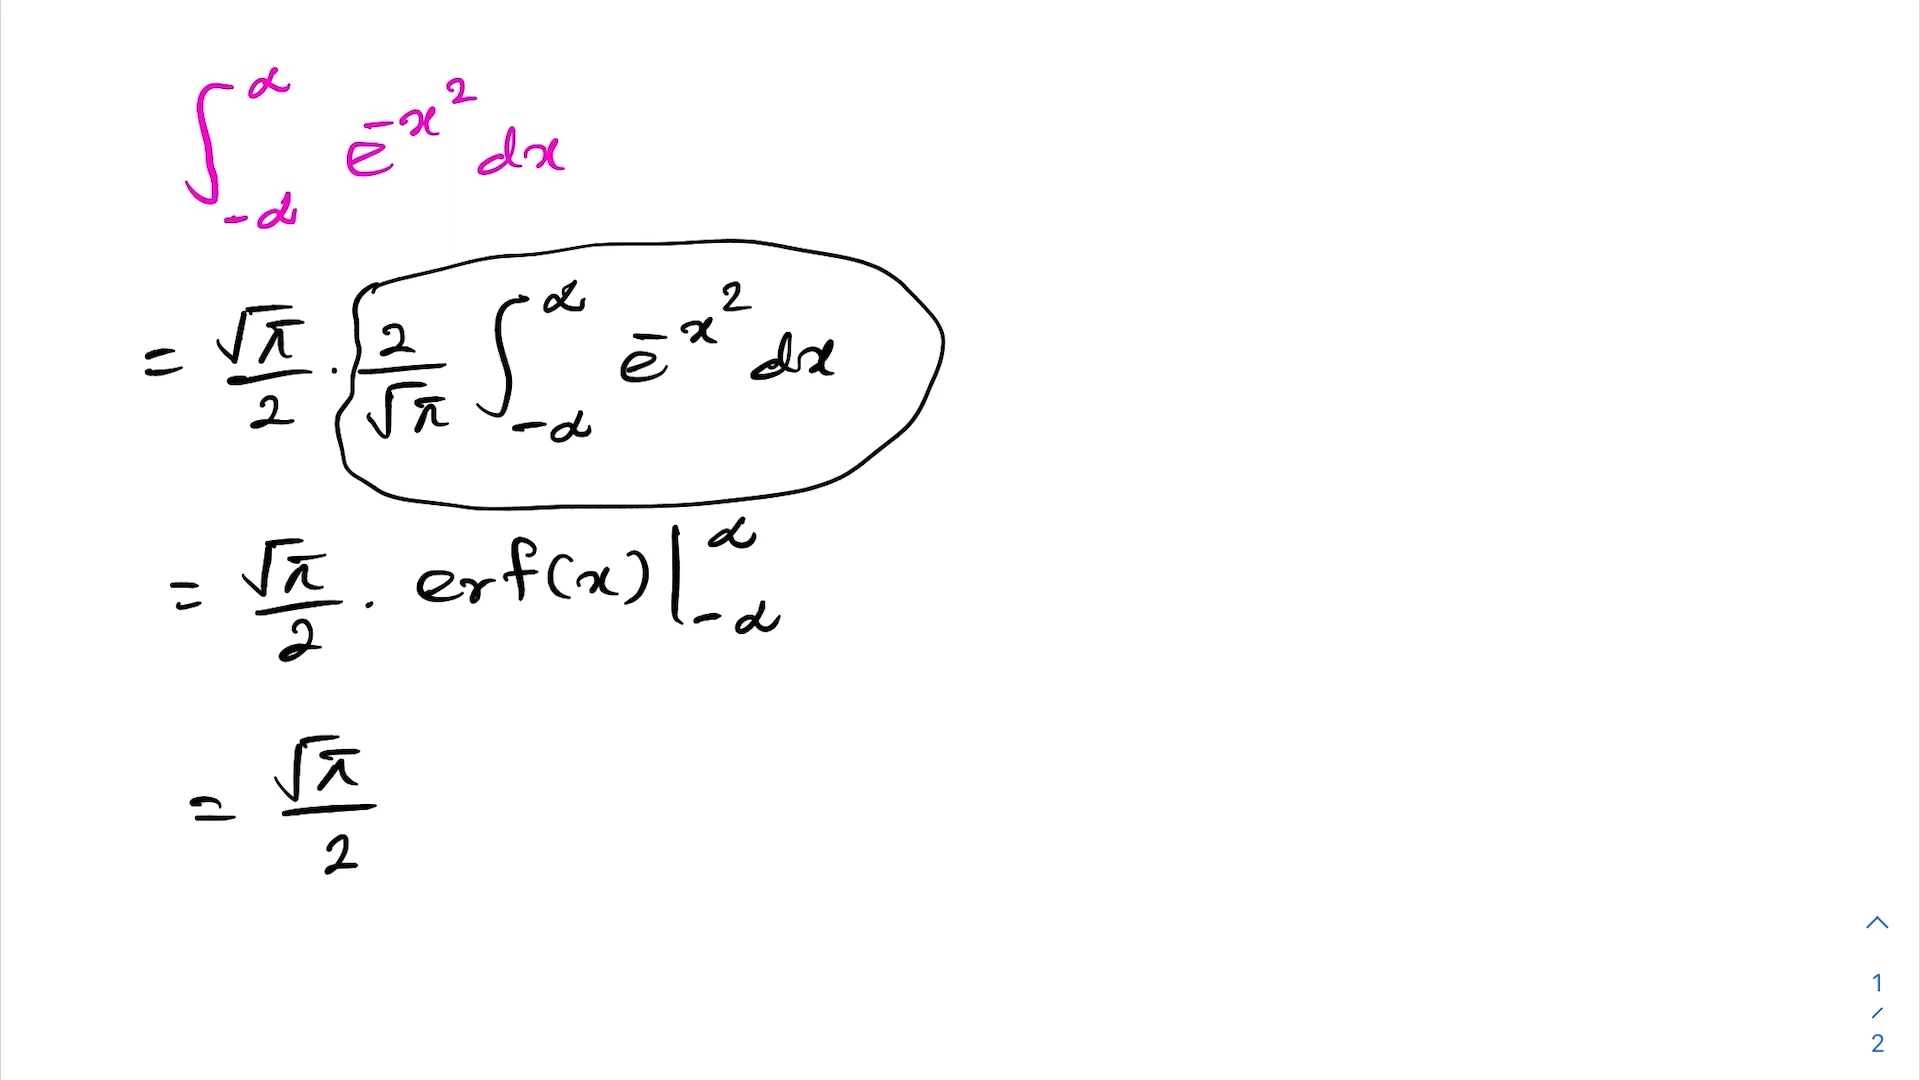 ∫_{-α}^{α} e^{-x^2} dx
= √π/2 · 2/√π ∫_{-α}^{α} e^{-x^2} dx
= √π/2 · erf(x) |_{-α}^{α}
= √π/2
1
/
2